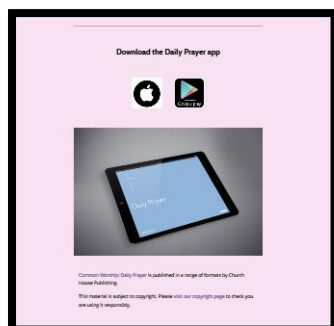 Download the Daily Prayer app
Google play
Daily Prayer
Common Worship: Daily Prayer is published in a range of formats by Church
House Publishing.
This material is subject to copyright. Please visit our copyright page to check you
are using it responsibly.